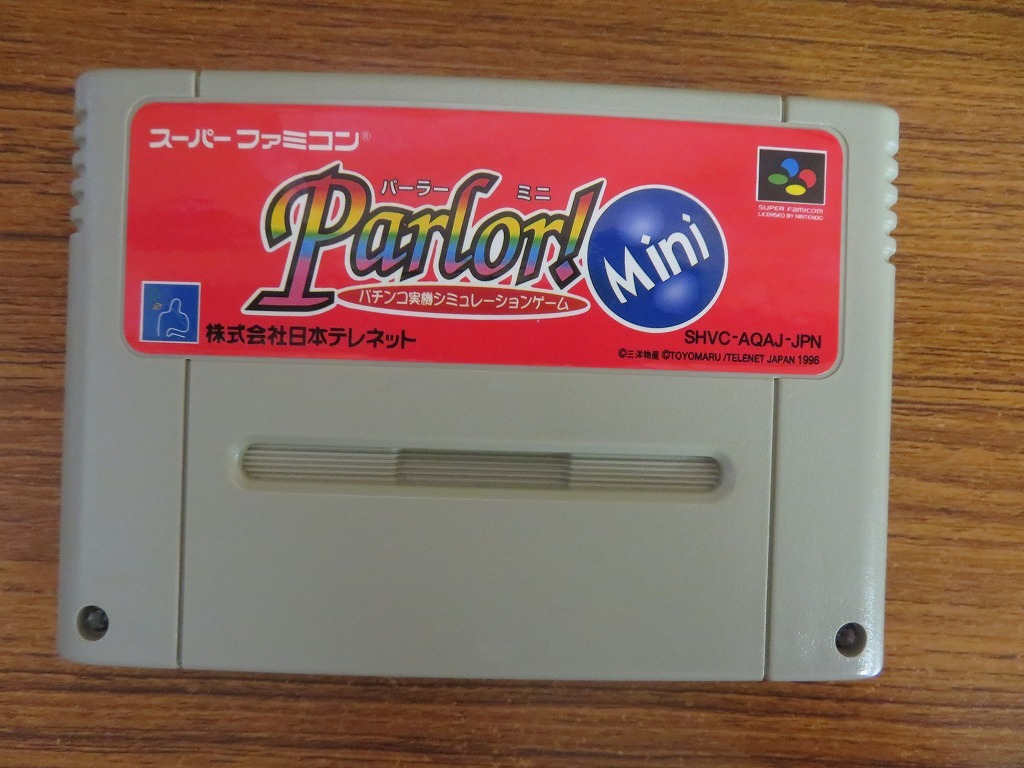 スーパーファミコン®
パーラー ミニ
Parlor! Mini
パチンコ実機シミュレーションゲーム
SUPER FAMICOM
LICENSED BY NINTENDO
株式会社日本テレネット
SHVC-AQAJ-JPN
©三洋物産 ©TOYOMARU/TELENET JAPAN 1996